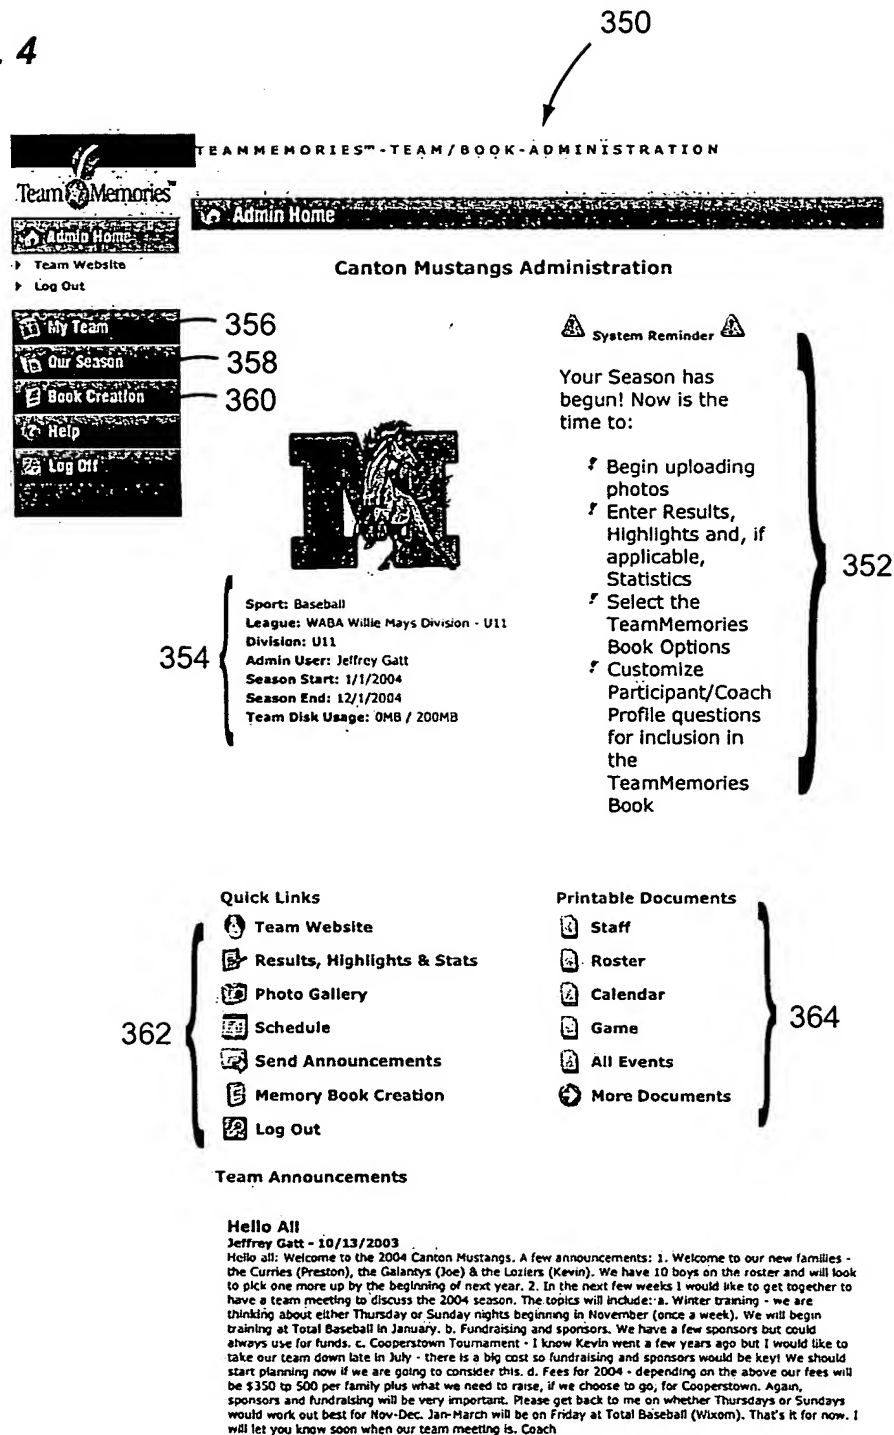 350
. 4
TEAMMEMORIES™-TEAM/BOOK-ADMINISTRATION
Team Memories™
Admin Home
Admin Home
Team Website
Log Out
Canton Mustangs Administration
My Team
356
Our Season
358
Book Creation
360
Help
Log Off
System Reminder
Your Season has
begun! Now is the
time to:
Begin uploading
photos
Enter Results,
Highlights and, if
applicable,
Statistics
Select the
TeamMemories
Book Options
Customize
Participant/Coach
Profile questions
for inclusion in
the
TeamMemories
Book
352
M
354
Sport: Baseball
League: WABA Willie Mays Division - U11
Division: U11
Admin User: Jeffrey Gatt
Season Start: 1/1/2004
Season End: 12/1/2004
Team Disk Usage: 0MB / 200MB
Quick Links
Team Website
Results, Highlights & Stats
Photo Gallery
Schedule
Send Announcements
Memory Book Creation
Log Out
362
Printable Documents
Staff
Roster
Calendar
Game
All Events
More Documents
364
Team Announcements
Hello All
Jeffrey Gatt - 10/13/2003
Hello all: Welcome to the 2004 Canton Mustangs. A few announcements: 1. Welcome to our new families -
the Curries (Preston), the Galantys (Joe) & the Loziers (Kevin). We have 10 boys on the roster and will look
to pick one more up by the beginning of next year. 2. In the next few weeks I would like to get together to
have a team meeting to discuss the 2004 season. The topics will include: a. Winter training - we are
thinking about either Thursday or Sunday nights beginning in November (once a week). We will begin
training at Total Baseball in January. b. Fundraising and sponsors. We have a few sponsors but could
always use for funds. c. Cooperstown Tournament - I know Kevin went a few years ago but I would like to
take our team down late in July - there is a big cost so fundraising and sponsors would be key! We should
start planning now if we are going to consider this. d. Fees for 2004 - depending on the above our fees will
be $350 tp 500 per family plus what we need to raise, if we choose to go, for Cooperstown. Again,
sponsors and fundraising will be very important. Please get back to me on whether Thursdays or Sundays
would work out best for Nov-Dec. Jan-March will be on Friday at Total Baseball (Wixom). That's it for now. I
will let you know soon when our team meeting is. Coach